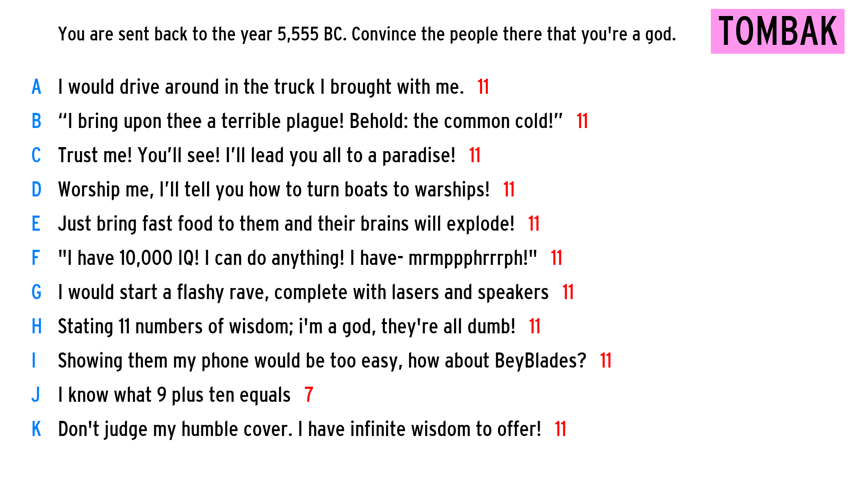 You are sent back to the year 5,555 BC. Convince the people there that you're a god.
TOMBAK
A I would drive around in the truck I brought with me. 11
B “I bring upon thee a terrible plague! Behold: the common cold!” 11
C Trust me! You’ll see! I’ll lead you all to a paradise! 11
D Worship me, I’ll tell you how to turn boats to warships! 11
E Just bring fast food to them and their brains will explode! 11
F "I have 10,000 IQ! I can do anything! I have- mrmppphrrrph!" 11
G I would start a flashy rave, complete with lasers and speakers 11
H Stating 11 numbers of wisdom; i'm a god, they're all dumb! 11
I Showing them my phone would be too easy, how about BeyBlades? 11
J I know what 9 plus ten equals 7
K Don't judge my humble cover. I have infinite wisdom to offer! 11